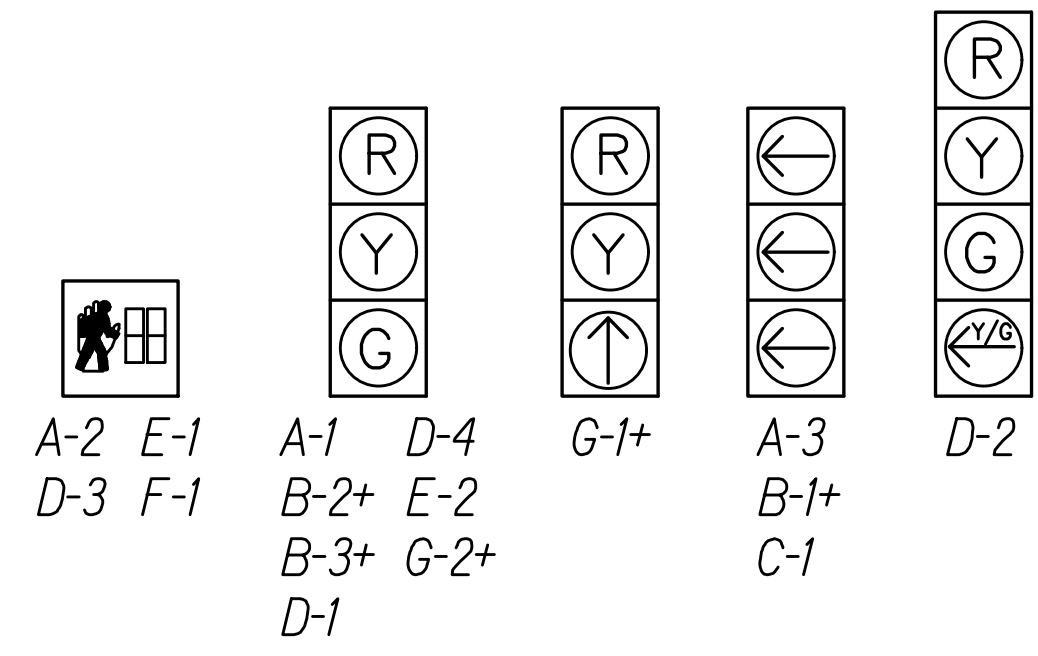 R
Y
G
R
Y
R
Y
G
Y/G
A-2 E-1
D-3 F-1
A-1 D-4
B-2+ E-2
B-3+ G-2+
D-1
G-1+
A-3
B-1+
C-1
D-2